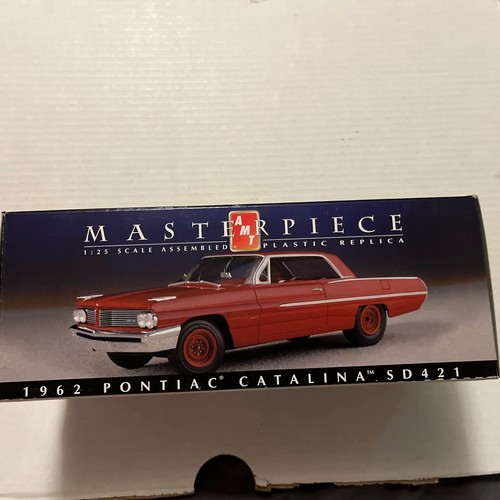 MASTERPIECE
AMT
1:25 SCALE ASSEMBLED PLASTIC REPLICA
1962 PONTIAC® CATALINA™ SD421